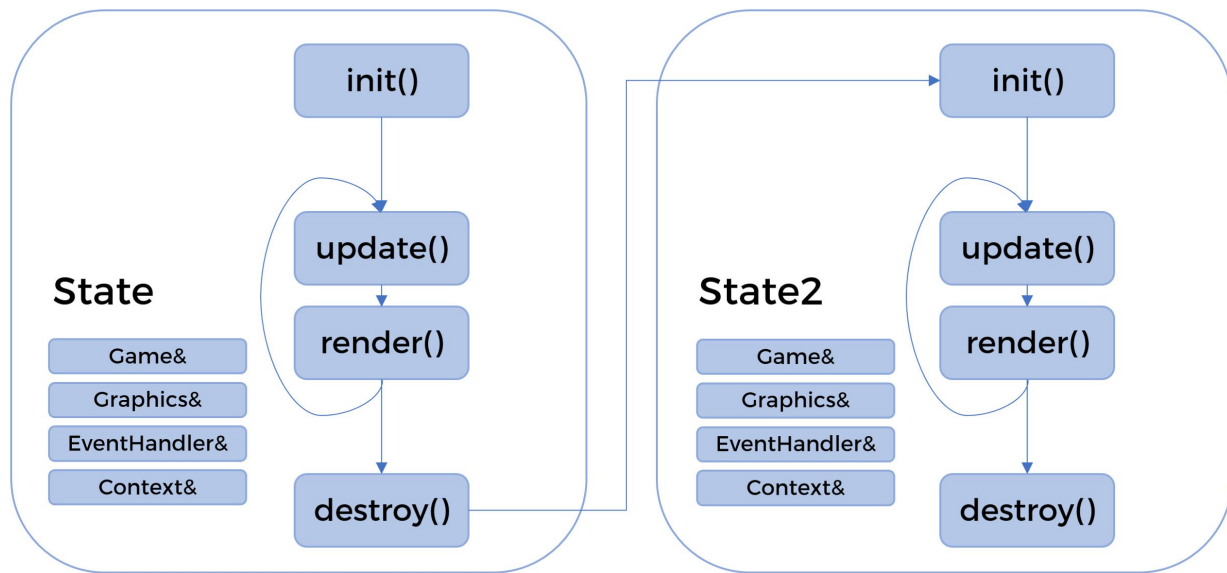 init()
update()
render()
destroy()
State
Game&
Graphics&
EventHandler&
Context&
init()
update()
render()
destroy()
State2
Game&
Graphics&
EventHandler&
Context&